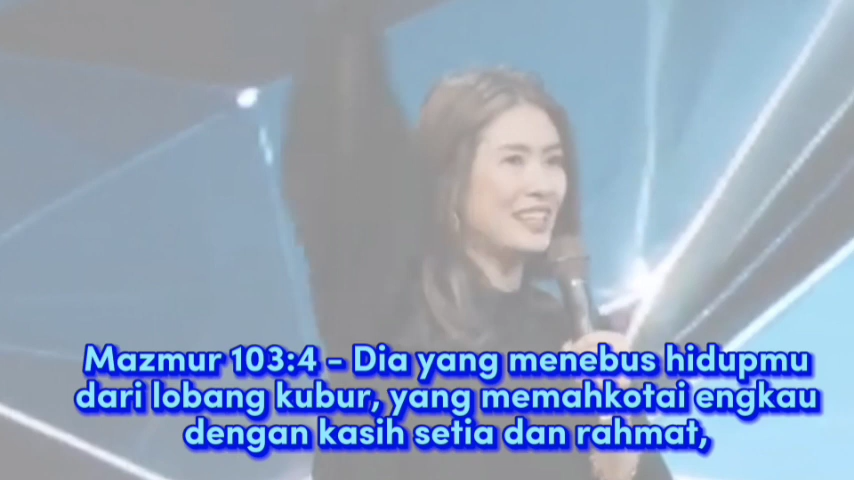 Mazmur 103:4 - Dia yang menebus hidupmu
dari lobang kubur, yang memahkotai engkau
dengan kasih setia dan rahmat,